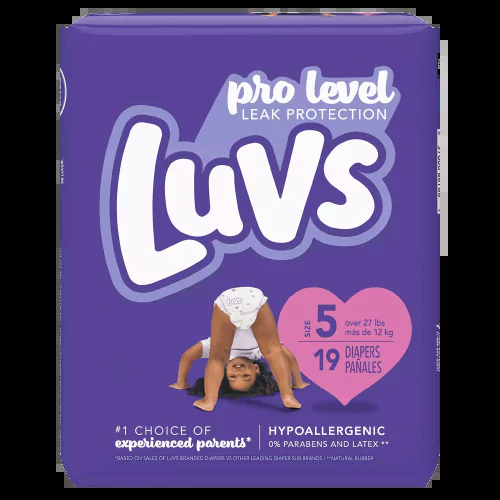 pro level
LEAK PROTECTION
Luvs
Luvs
SIZE 5
over 27 lbs
más de 12 kg
19 DIAPERS
PAÑALES
#1 CHOICE OF
experienced parents*
HYPOALLERGENIC
0% PARABENS AND LATEX **
*BASED ON SALES OF LUVS BRANDED DIAPERS VS OTHER LEADING DIAPER SUB BRANDS / **NATURAL RUBBER